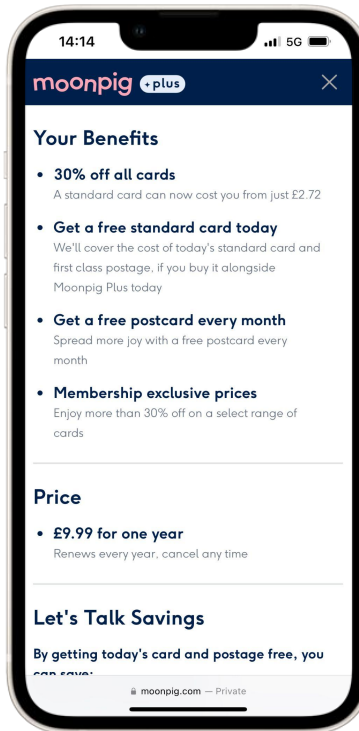 14:14
5G
moonpig +plus
Your Benefits
• 30% off all cards
A standard card can now cost you from just £2.72
• Get a free standard card today
We'll cover the cost of today's standard card and
first class postage, if you buy it alongside
Moonpig Plus today
• Get a free postcard every month
Spread more joy with a free postcard every
month
• Membership exclusive prices
Enjoy more than 30% off on a select range of
cards
Price
• £9.99 for one year
Renews every year, cancel any time
Let's Talk Savings
By getting today's card and postage free, you
can save:
moonpig.com — Private